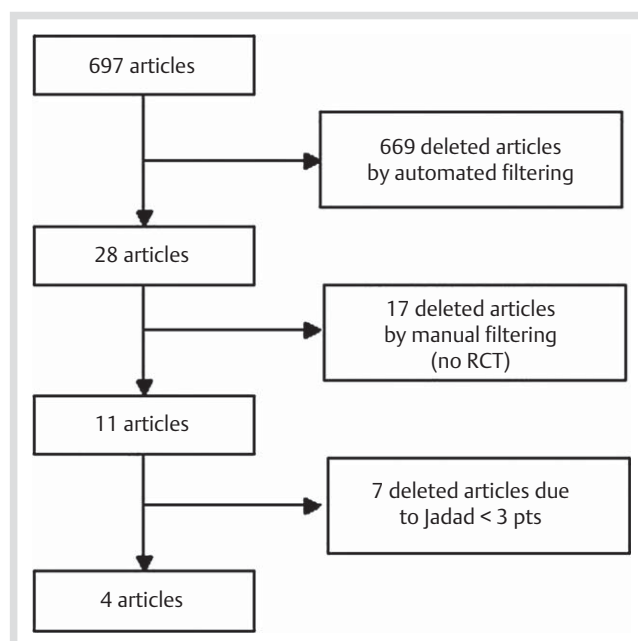 697 articles
669 deleted articles
by automated filtering
28 articles
17 deleted articles
by manual filtering
(no RCT)
11 articles
7 deleted articles due
to Jadad < 3 pts
4 articles